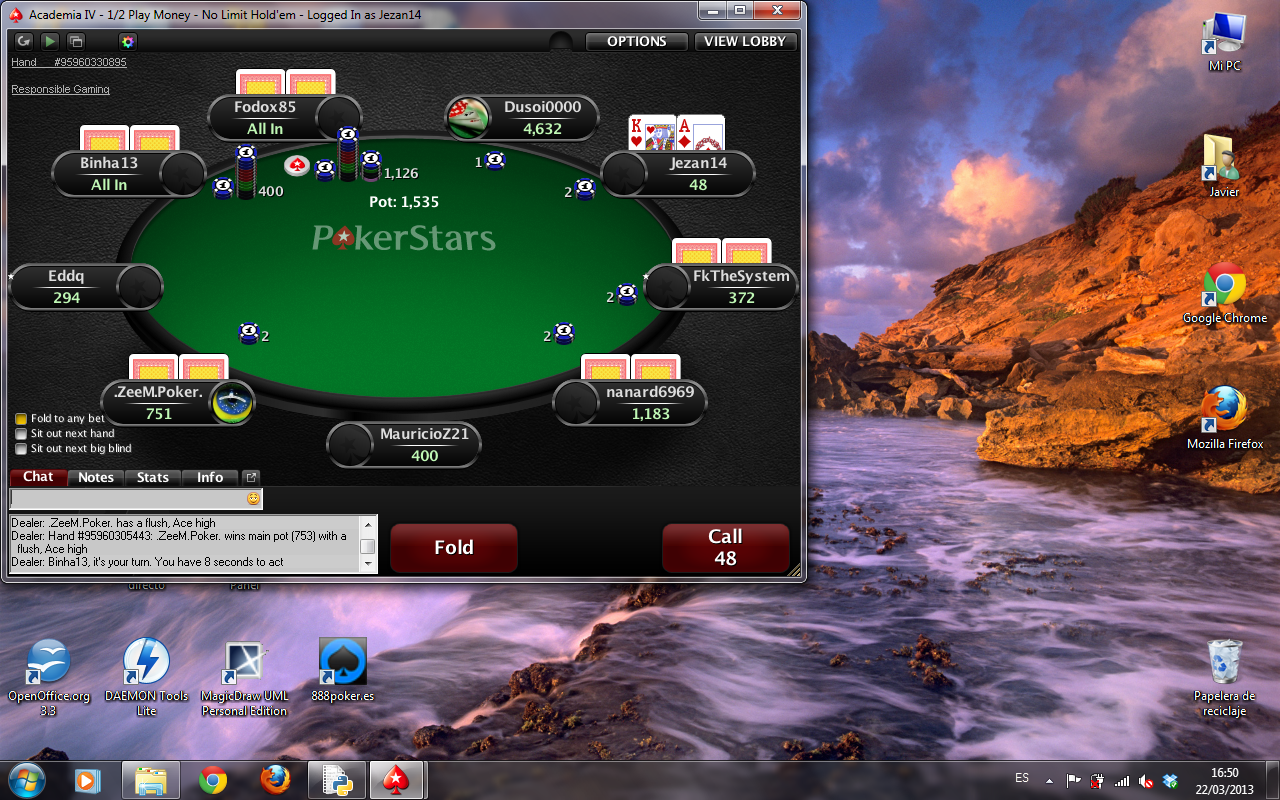 Academia IV - 1/2 Play Money - No Limit Hold'em - Logged In as Jezan14
OPTIONS
VIEW LOBBY
Hand #95960330895
Responsible Gaming
Fodox85
All In
Dusoi0000
4,632
Binha13
All In
K
A
Jezan14
48
400
1,126
1
2
Pot: 1,535
PokerStars
Eddq
294
FkTheSystem
372
2
2
2
.ZeeM.Poker.
751
nanard6969
1,183
MauricioZ21
400
Fold to any bet
Sit out next hand
Sit out next big blind
Chat
Notes
Stats
Info
Dealer: .ZeeM.Poker. has a flush, Ace high
Dealer: Hand #95960305443: .ZeeM.Poker. wins main pot (753) with a
flush, Ace high
Dealer: Binha13, it's your turn. You have 8 seconds to act
Fold
Call
48
Mi PC
Javier
Google Chrome
Mozilla Firefox
Papelera de
reciclaje
directo
Panel
OpenOffice.org
3.3
DAEMON Tools
Lite
MagicDraw UML
Personal Edition
888poker.es
ES
16:50
22/03/2013